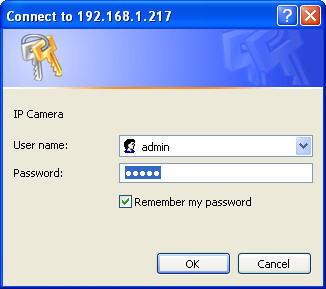 Connect to 192.168.1.217
IP Camera
User name: admin
Password: •••••
Remember my password
OK Cancel